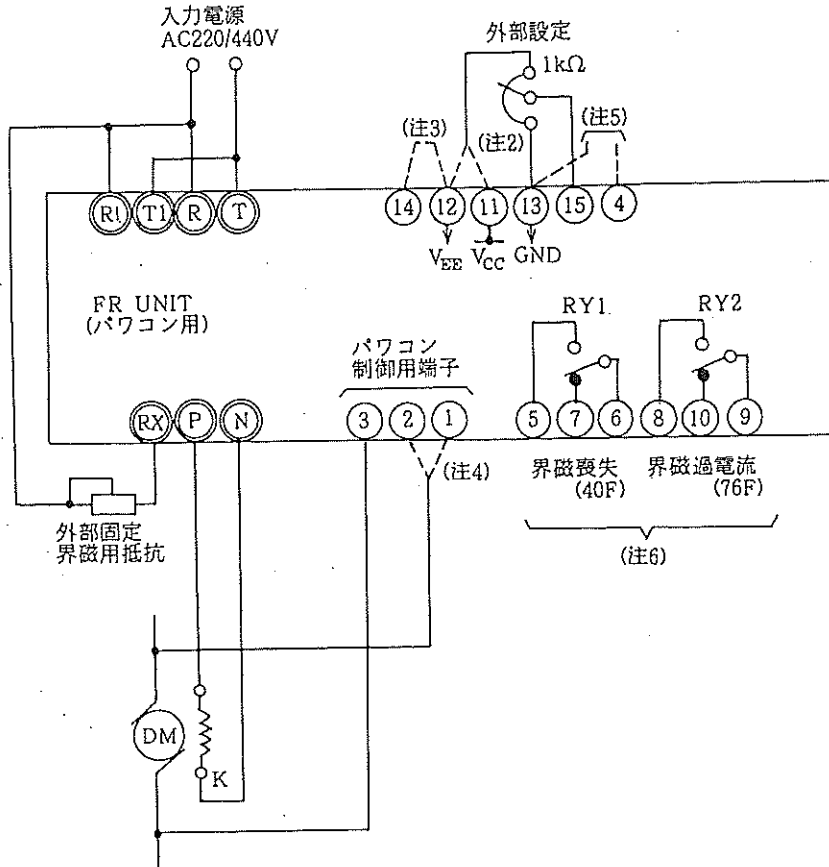 入力電源
AC220/440V
外部設定
1kΩ
(注3)
(注2)
(注5)
R1 T1 R T
14 12 11 13 15 4
VEE VCC GND
FR UNIT
(パワコン用)
RY1
RY2
パワコン
制御用端子
RX P N
3 2 1
5 7 6 8 10 9
(注4)
界磁喪失
(40F)
界磁過電流
(76F)
(注6)
外部固定
界磁用抵抗
DM
K